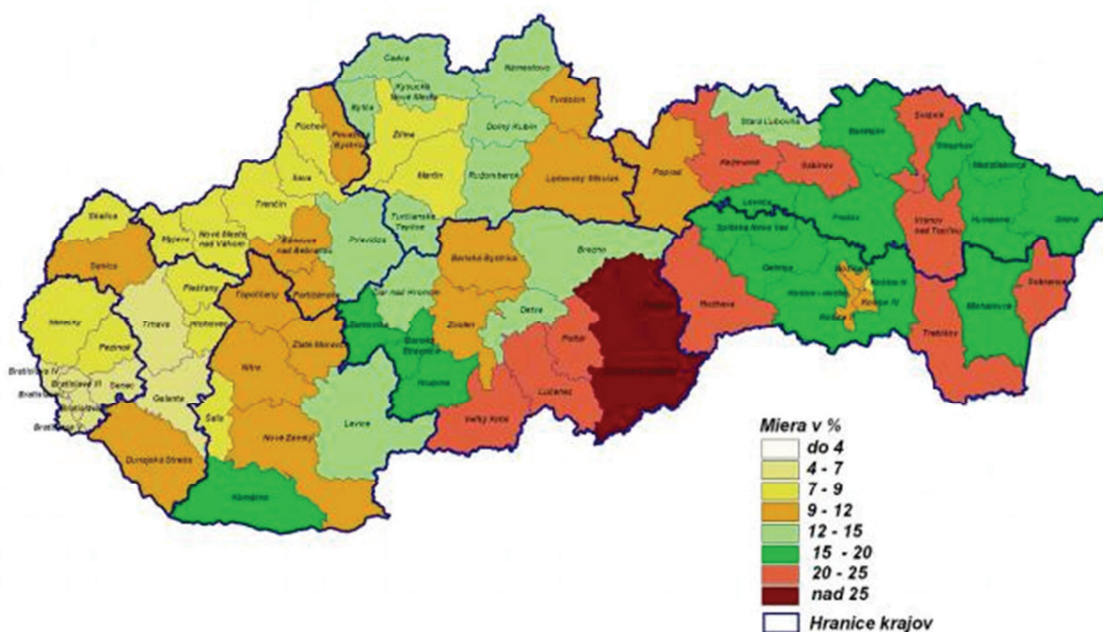 Čadca
Námestovo
Kysucké
Nové Mesto
Bytča
Tvrdošín
Dolný Kubín
Žilina
Púchov
Považská
Bystrica
Ilava
Martin
Ružomberok
Liptovský Mikuláš
Poprad
Kežmarok
Stará Ľubovňa
Sabinov
Bardejov
Svidník
Stropkov
Medzilaborce
Levoča
Prešov
Vranov
nad Topľou
Humenné
Snina
Skalica
Senica
Myjava
Nové Mesto
nad Váhom
Trenčín
Bánovce
nad Bebravou
Prievidza
Turčianske
Teplice
Partizánske
Topoľčany
Piešťany
Hlohovec
Trnava
Malacky
Pezinok
Senec
Galanta
Bratislava IV
Bratislava III
Bratislava V
Dunajská Streda
Šaľa
Nitra
Zlaté Moravce
Nové Zámky
Komárno
Levice
Žiar nad Hronom
Banská
Štiavnica
Krupina
Banská Bystrica
Zvolen
Brezno
Detva
Poltár
Lučenec
Veľký Krtíš
Rožňava
Spišská Nová Ves
Gelnica
Košice - okolie
Košice IV
Trebišov
Michalovce
Sobrance
Miera v %
do 4
4 - 7
7 - 9
9 - 12
12 - 15
15 - 20
20 - 25
nad 25
Hranice krajov